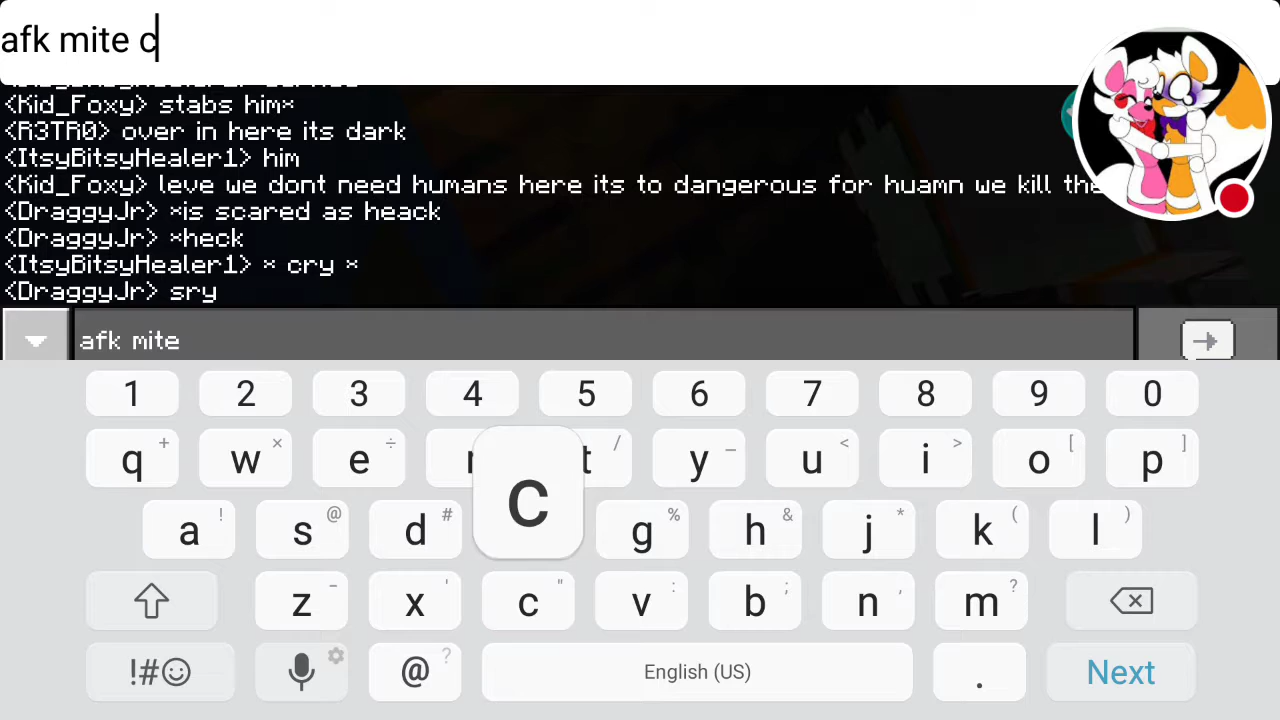 afk mite c
<Kid_Foxy> stabs him*
<R3TR0> over in here its dark
<ItsyBitsyHealer1> him
<Kid_Foxy> leve we dont need humans here its to dangerous for huamn we kill the
<DraggyJr> *is scared as heack
<DraggyJr> *heck
<ItsyBitsyHealer1> * cry *
<DraggyJr> sry
afk mite
1 2 3 4 5 6 7 8 9 0
q + w × e ÷ r t / y _ u < i > o [ p ]
a ! s @ d # c g % h & j * k ( l )
z - x ' c " v : b ; n , m ?
!#☺ @ ? English (US) . Next